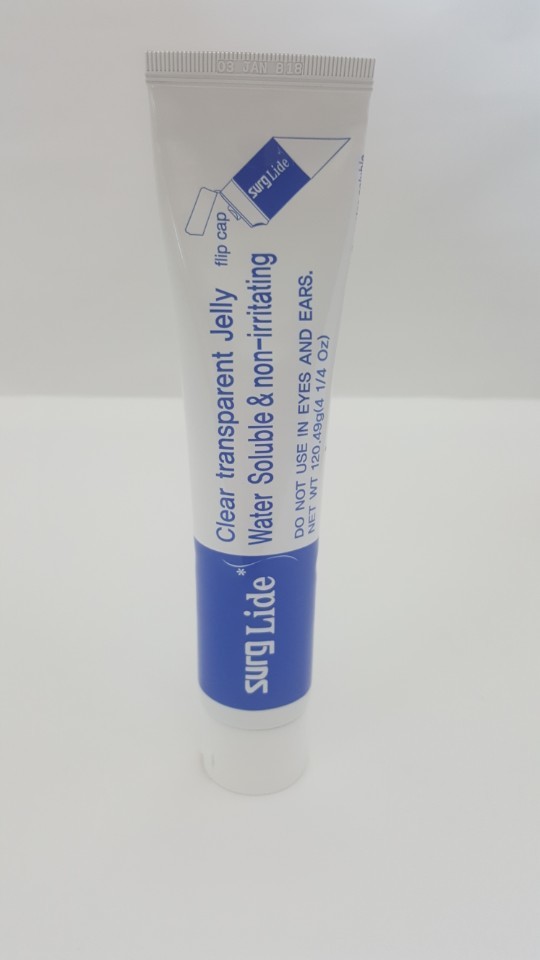 03 JAN 818
surg Lide
flip cap
Clear transparent Jelly
Water Soluble & non-irritating
DO NOT USE IN EYES AND EARS.
NET WT 120.49g(4 1/4 Oz)
surg Lide*